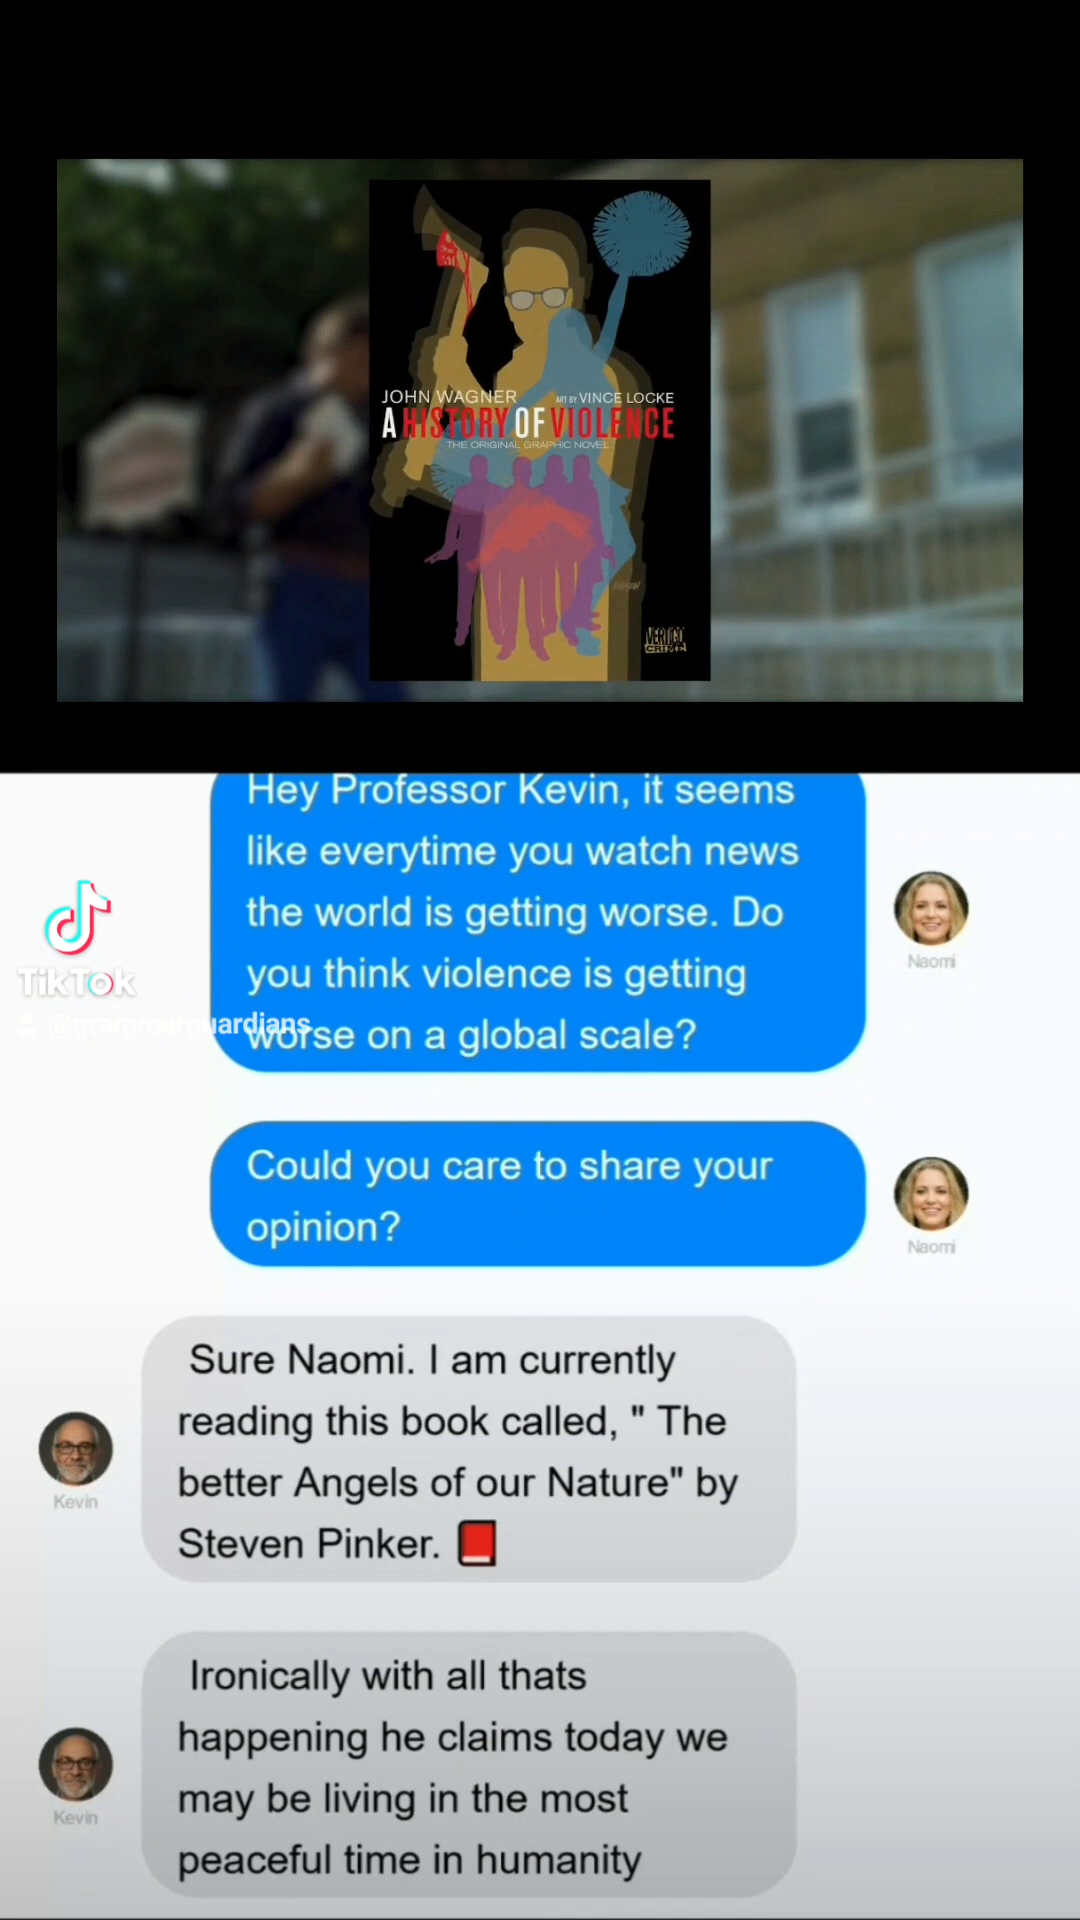 JOHN WAGNER
ART BY VINCE LOCKE
A HISTORY OF VIOLENCE
THE ORIGINAL GRAPHIC NOVEL
VERTIGO
CRIME
Hey Professor Kevin, it seems
like everytime you watch news
the world is getting worse. Do
you think violence is getting
worse on a global scale?
Naomi
TikTok
@grammarguardians
Could you care to share your
opinion?
Naomi
Sure Naomi. I am currently
reading this book called, " The
better Angels of our Nature" by
Steven Pinker.
Kevin
Ironically with all thats
happening he claims today we
may be living in the most
peaceful time in humanity
Kevin